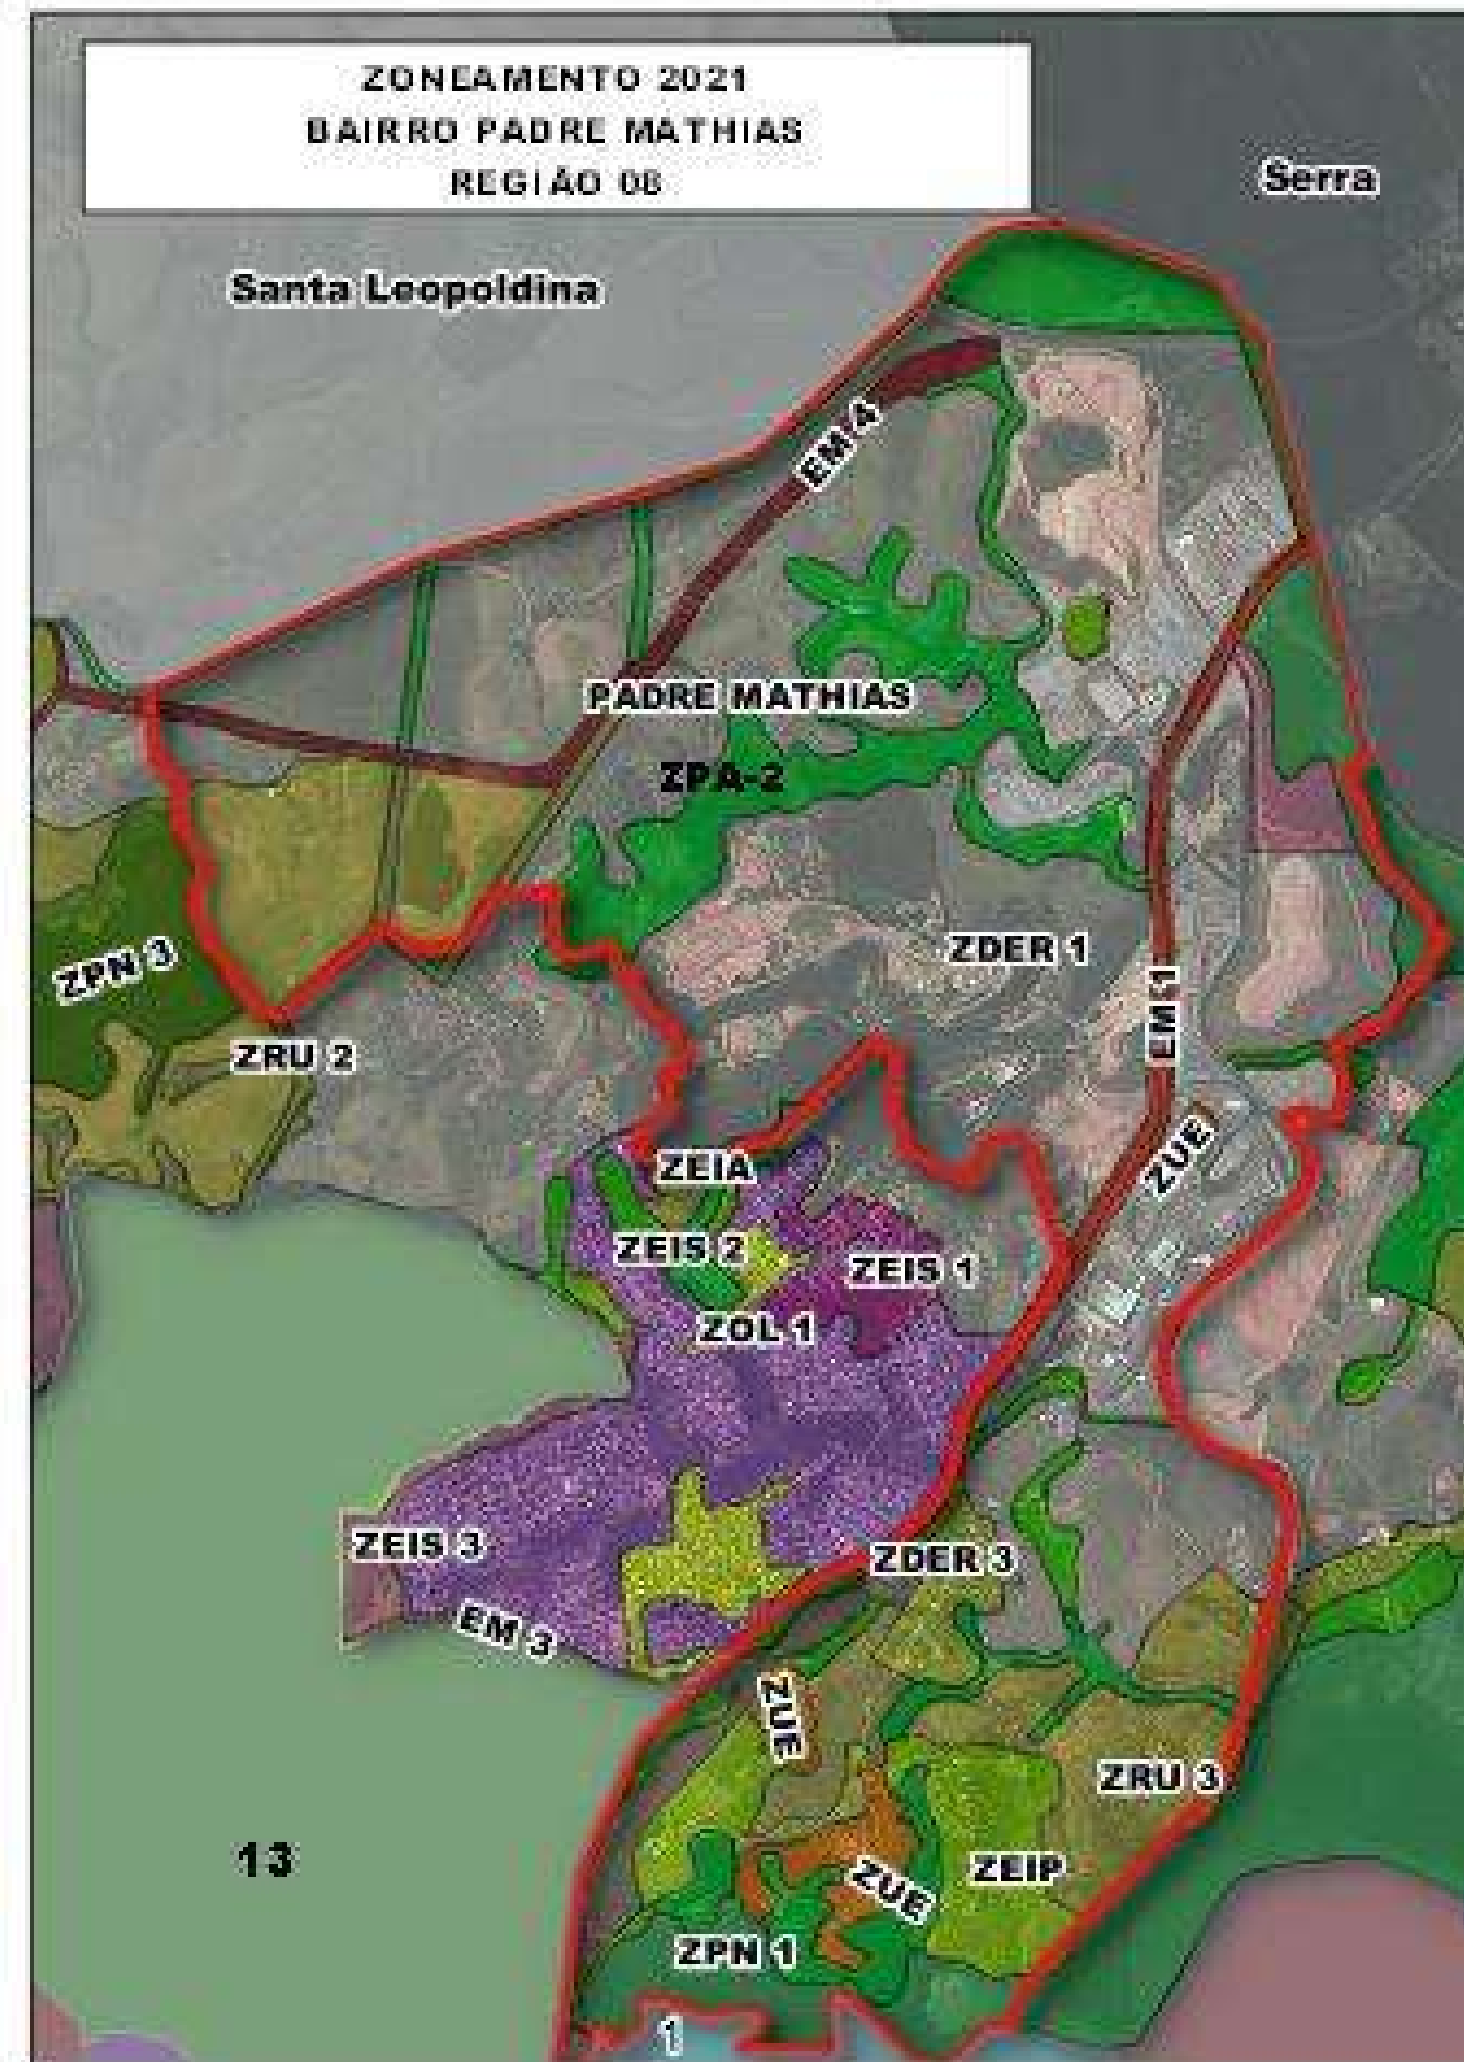 ZONEAMENTO 2021
BAIRRO PADRE MATHIAS
REGIÃO 08
Serra
Santa Leopoldina
EM 4
PADRE MATHIAS
ZPA-2
ZDER 1
ZPN 3
EM 1
ZRU 2
ZUE
ZEIA
ZEIS 2
ZEIS 1
ZOL 1
ZEIS 3
ZDER 3
EM 3
ZUE
ZRU 3
13
ZUE
ZEIP
ZPN 1
1